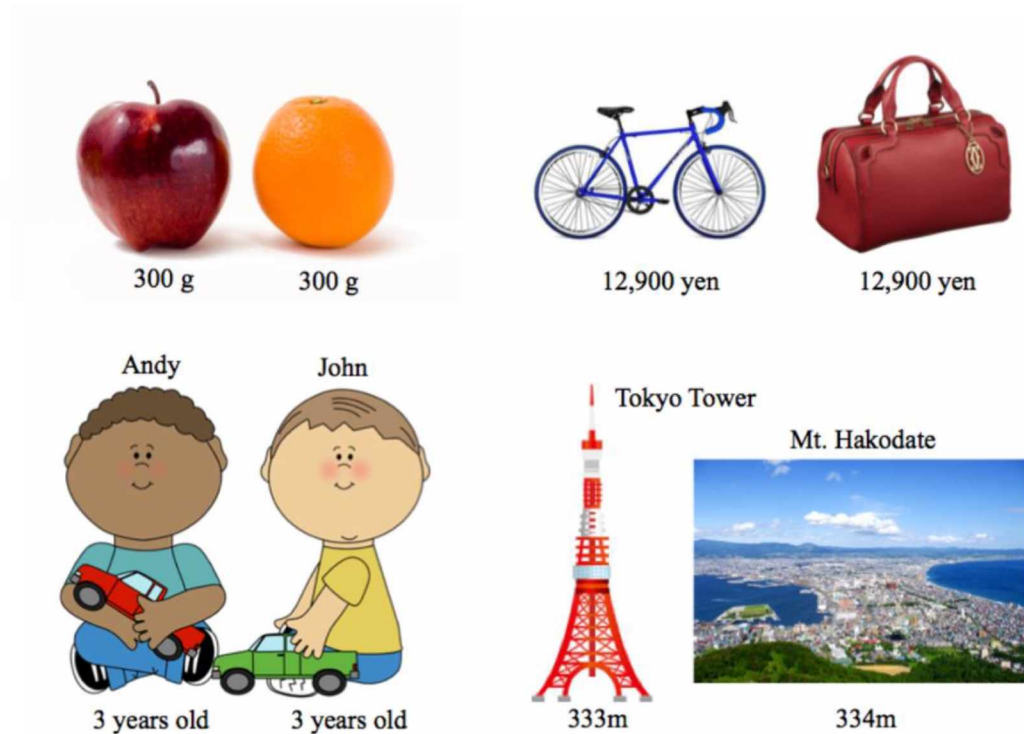 300 g
300 g
12,900 yen
12,900 yen
Andy
John
3 years old
3 years old
Tokyo Tower
Mt. Hakodate
333m
334m